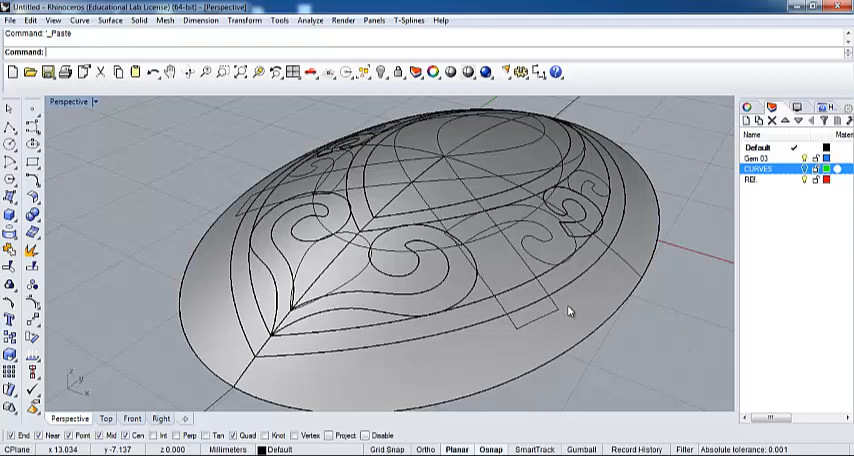 Untitled - Rhinoceros (Educational Lab License) (64-bit) - [Perspective]
File Edit View Curve Surface Solid Mesh Dimension Transform Tools Analyze Render Panels T-Splines Help
Command: '_Paste
Command:
Perspective
Name Mater
Default
Gem 03
CURVES
REF.
z
y
x
Perspective Top Front Right
End Near Point Mid Cen Int Perp Tan Quad Knot Vertex Project Disable
CPlane x 13.034 y -7.137 z 0.000 Millimeters Default Grid Snap Ortho Planar Osnap SmartTrack Gumball Record History Filter Absolute tolerance: 0.001